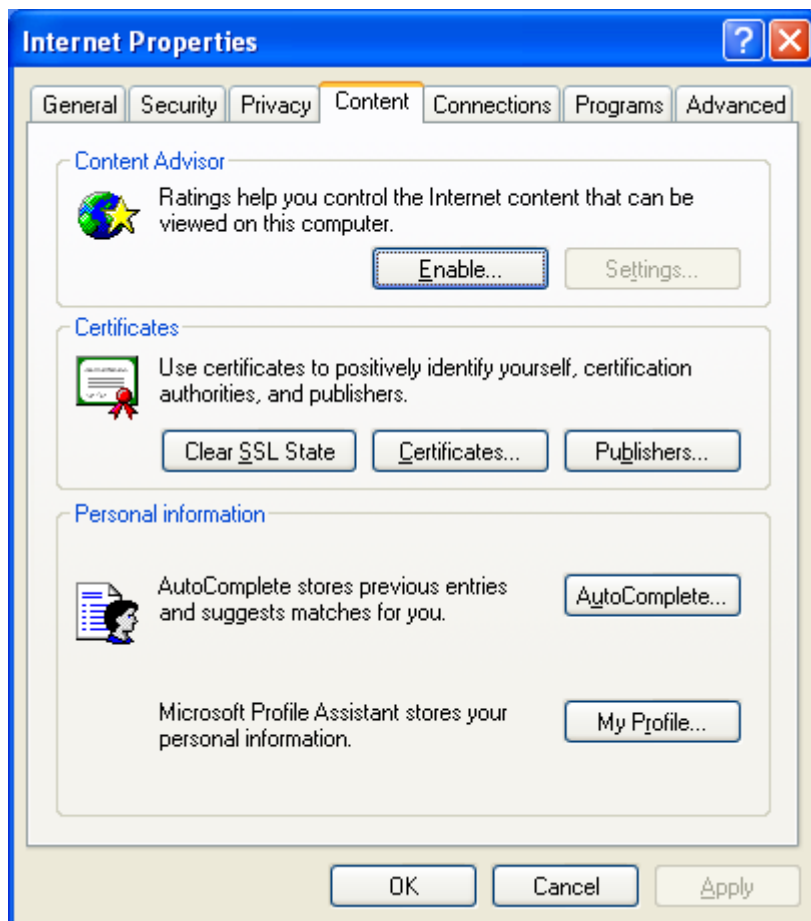 Internet Properties
General Security Privacy Content Connections Programs Advanced
Content Advisor
Ratings help you control the Internet content that can be
viewed on this computer.
Enable... Settings...
Certificates
Use certificates to positively identify yourself, certification
authorities, and publishers.
Clear SSL State Certificates... Publishers...
Personal information
AutoComplete stores previous entries
and suggests matches for you.
AutoComplete...
Microsoft Profile Assistant stores your
personal information.
My Profile...
OK Cancel Apply